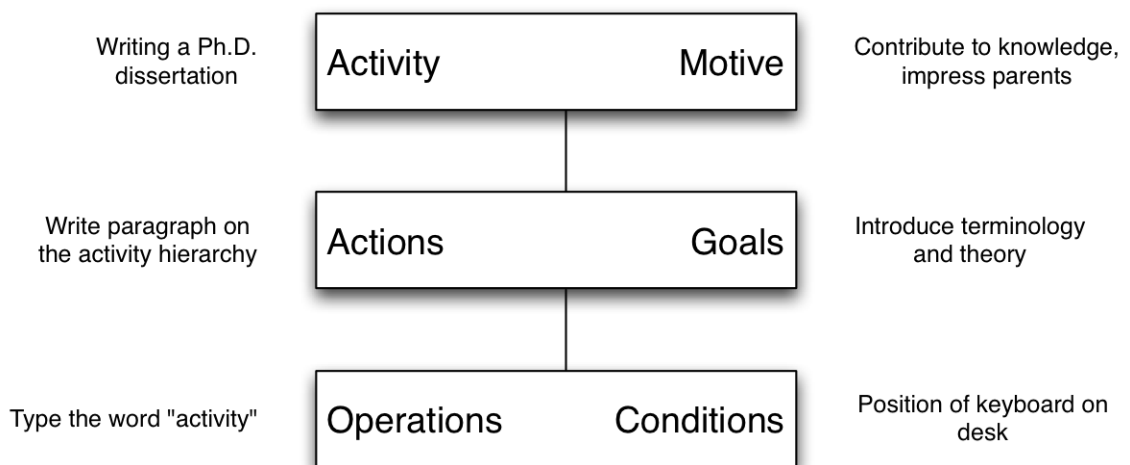 Writing a Ph.D.
dissertation
Activity Motive
Contribute to knowledge,
impress parents
Write paragraph on
the activity hierarchy
Actions Goals
Introduce terminology
and theory
Type the word "activity"
Operations Conditions
Position of keyboard on
desk